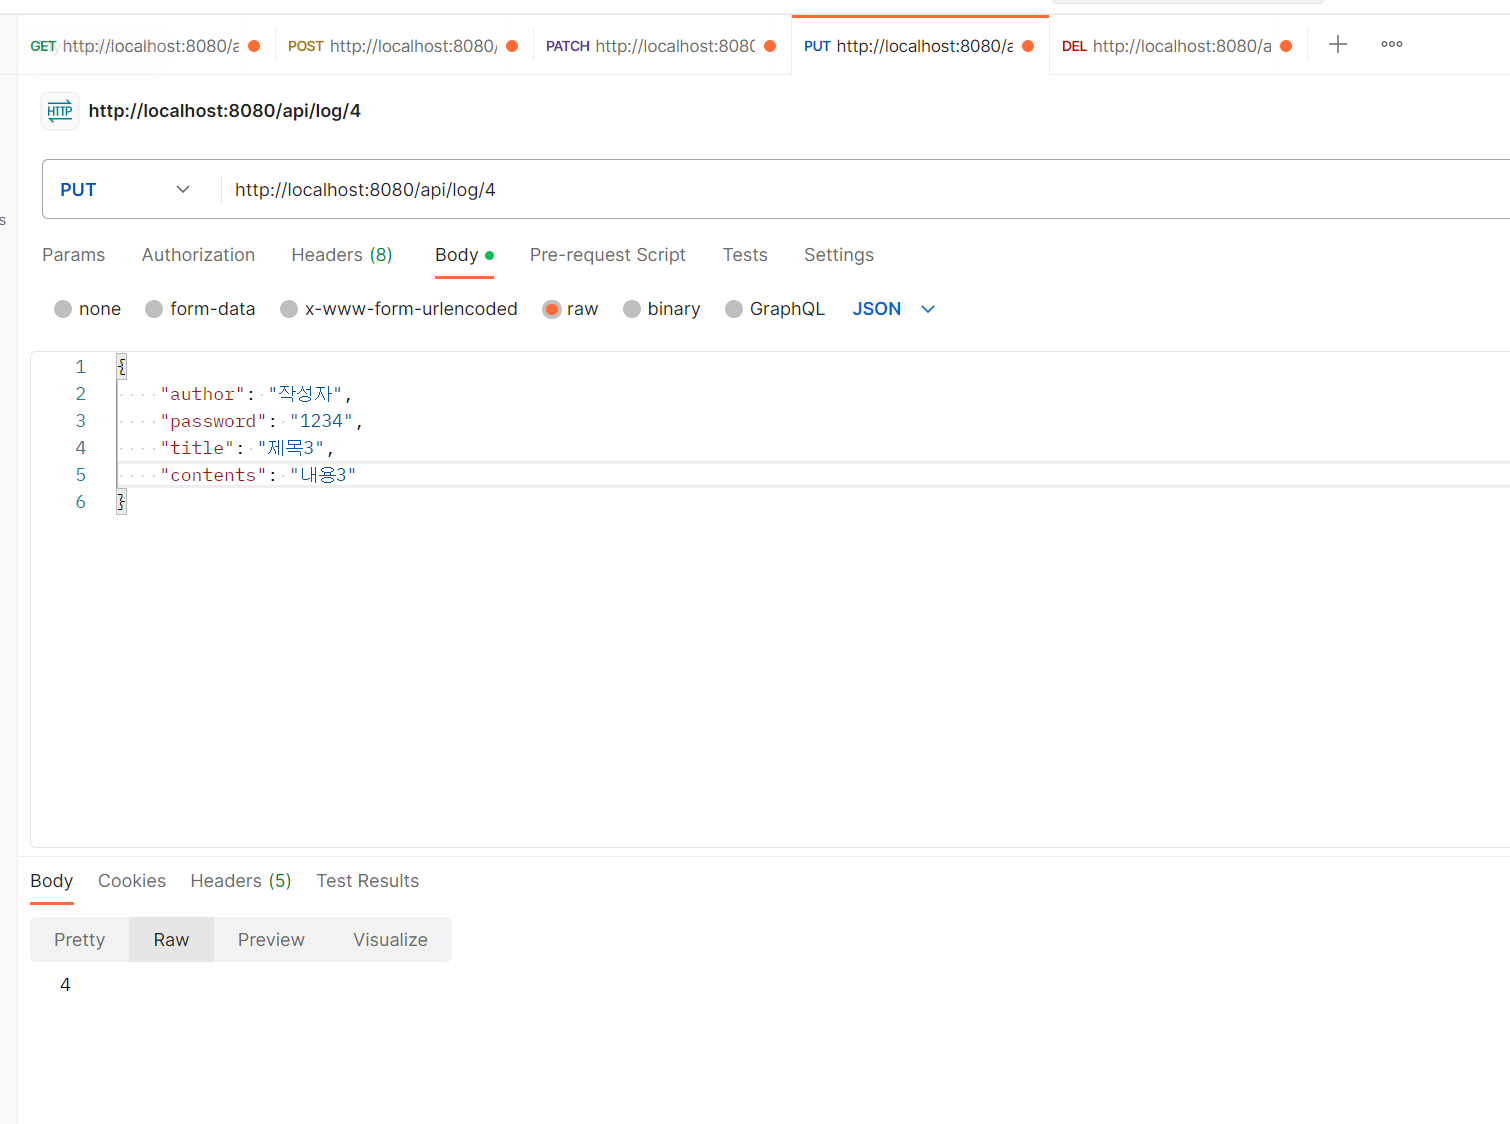 GET http://localhost:8080/a POST http://localhost:8080/ PATCH http://localhost:808 PUT http://localhost:8080/a DEL http://localhost:8080/a
HTTP http://localhost:8080/api/log/4
PUT http://localhost:8080/api/log/4
s
Params Authorization Headers (8) Body Pre-request Script Tests Settings
none form-data x-www-form-urlencoded raw binary GraphQL JSON
1 {
2 "author": "작성자",
3 "password": "1234",
4 "title": "제목3",
5 "contents": "내용3"
6 }
Body Cookies Headers (5) Test Results
Pretty Raw Preview Visualize
4